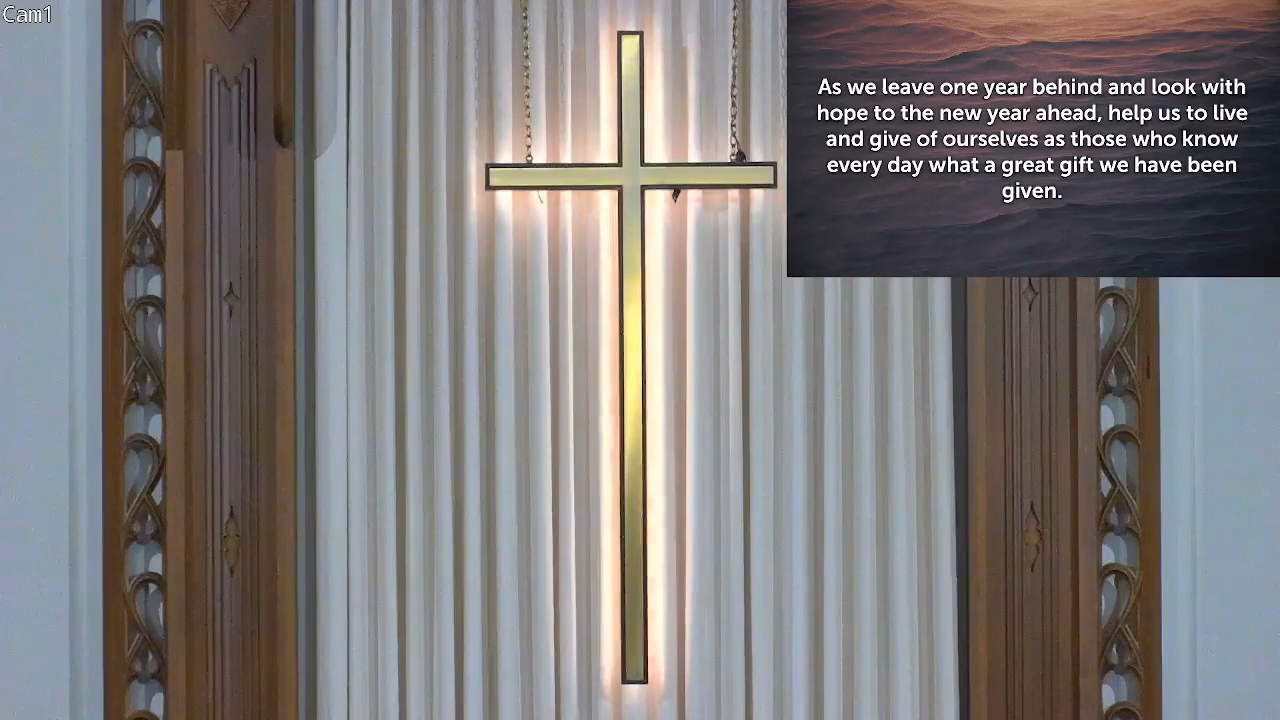 Cam1
As we leave one year behind and look with
hope to the new year ahead, help us to live
and give of ourselves as those who know
every day what a great gift we have been
given.